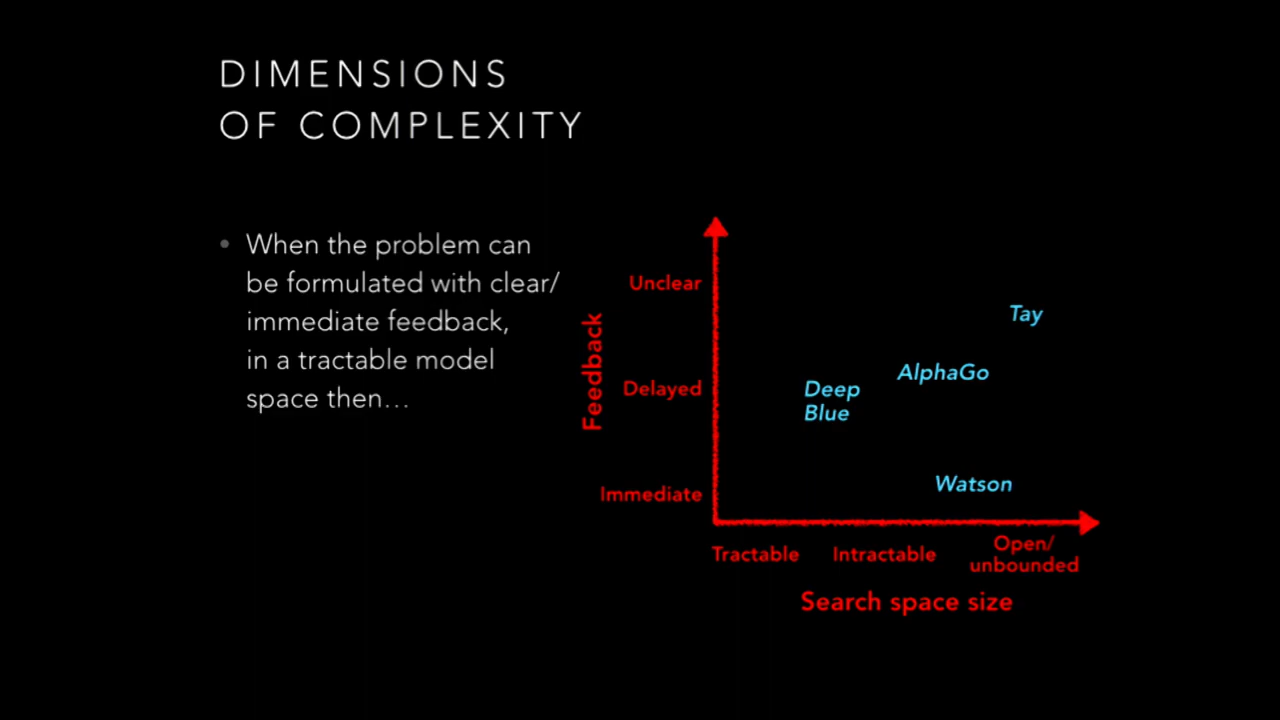 DIMENSIONS
OF COMPLEXITY
• When the problem can
be formulated with clear/
immediate feedback,
in a tractable model
space then…
Feedback
Unclear
Delayed
Immediate
Tay
AlphaGo
Deep
Blue
Watson
Tractable
Intractable
Open/
unbounded
Search space size